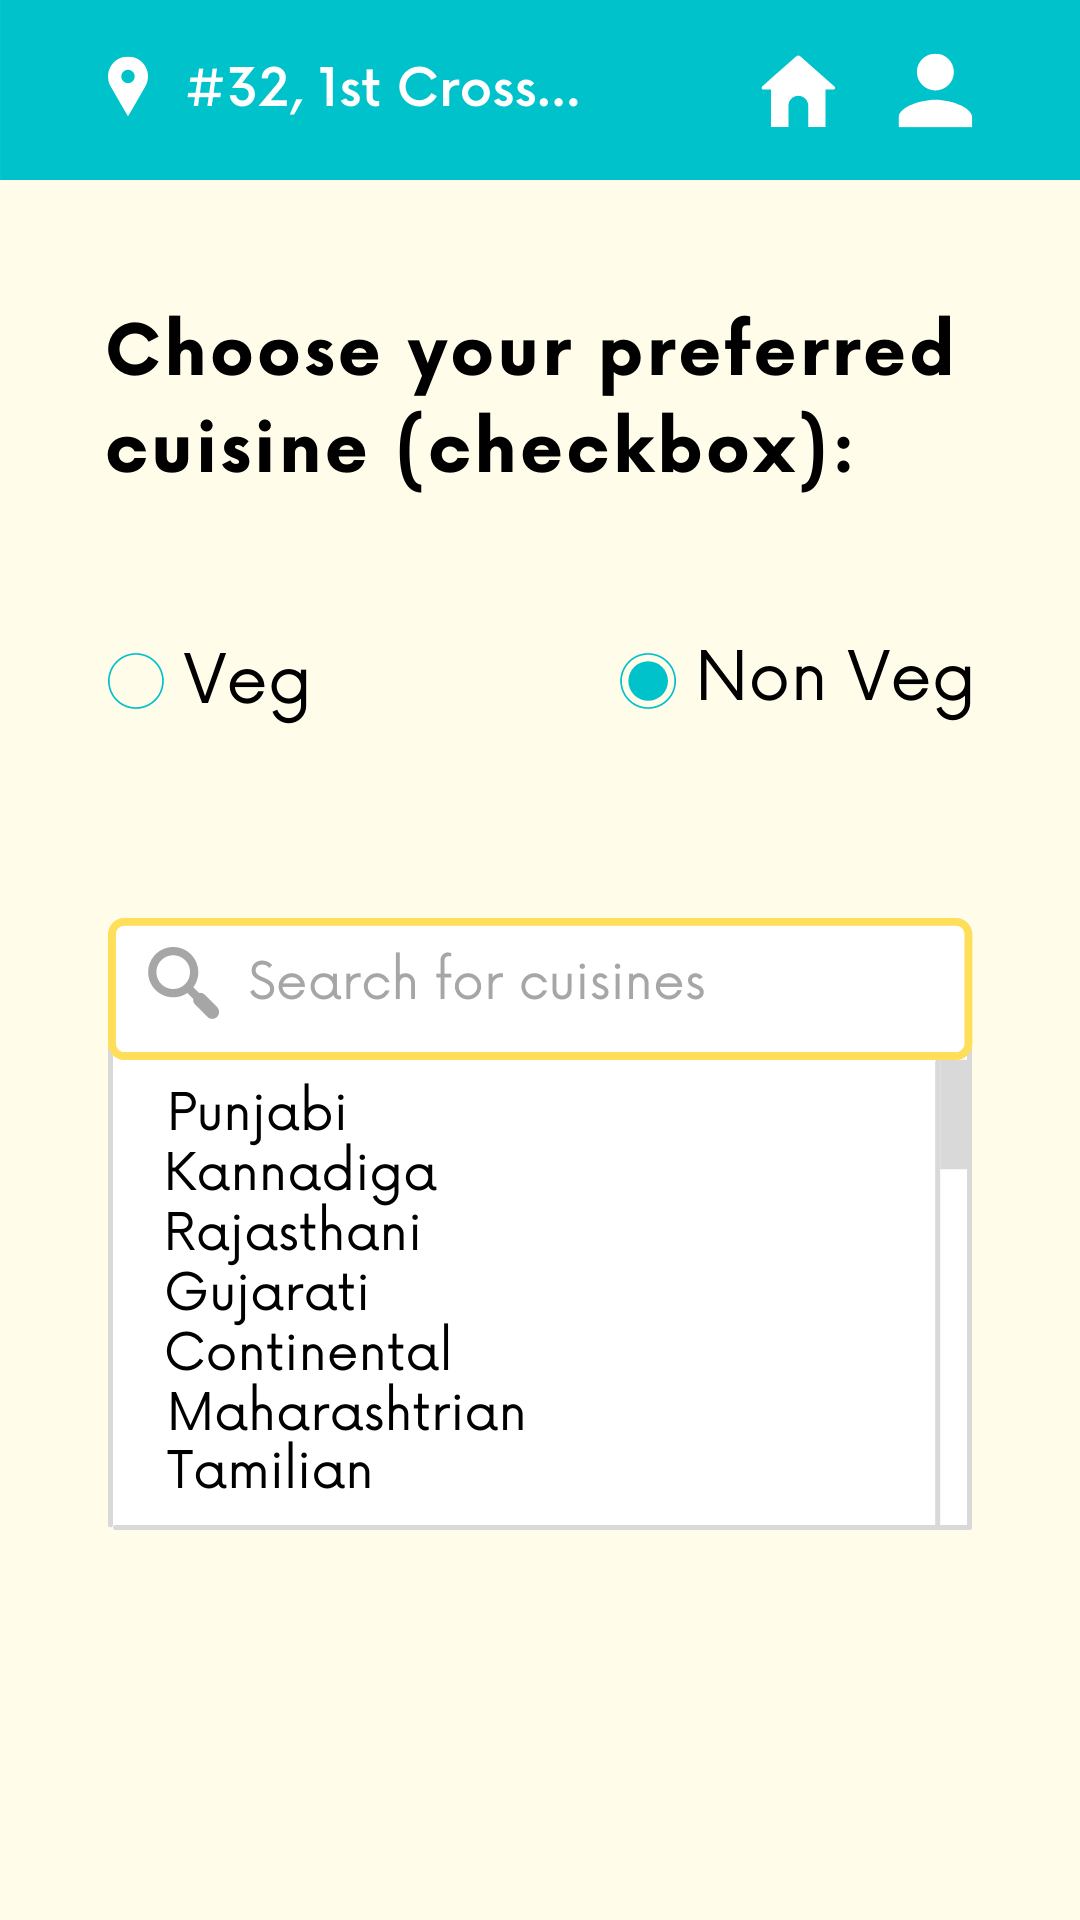 #32, 1st Cross...
Choose your preferred
cuisine (checkbox):
Veg
Non Veg
Search for cuisines
Punjabi
Kannadiga
Rajasthani
Gujarati
Continental
Maharashtrian
Tamilian